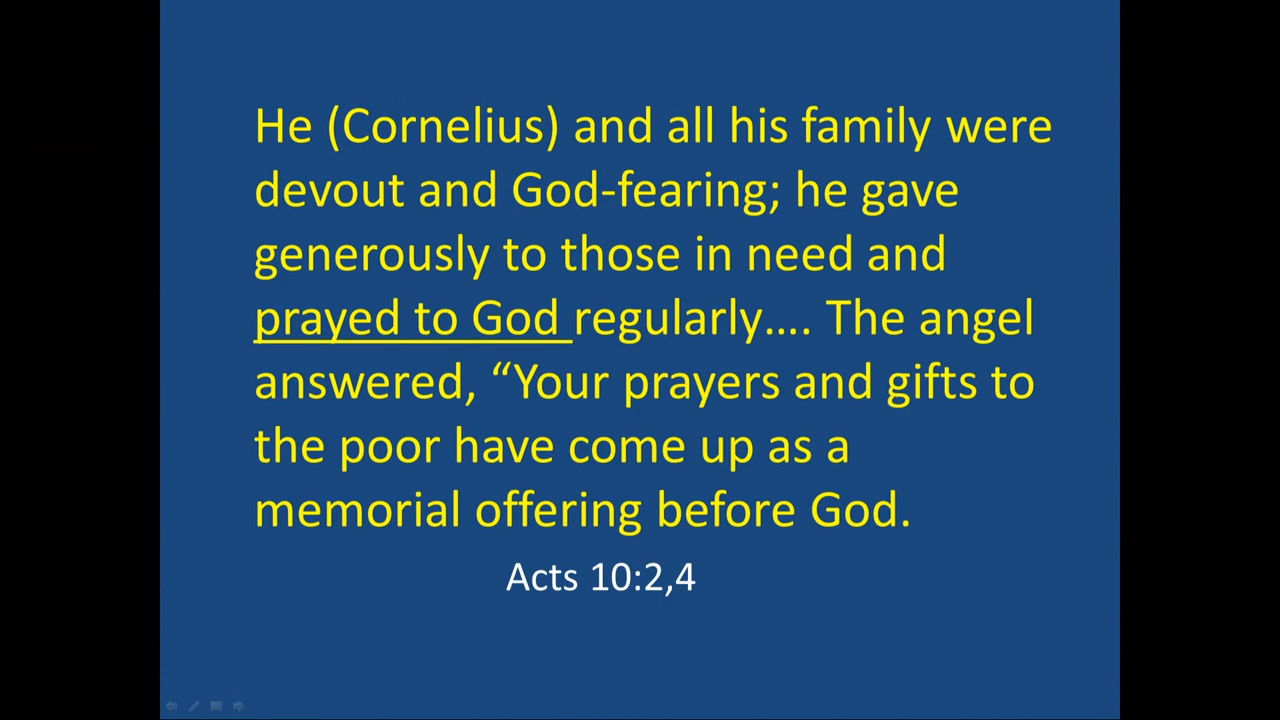 He (Cornelius) and all his family were
devout and God-fearing; he gave
generously to those in need and
prayed to God regularly…. The angel
answered, “Your prayers and gifts to
the poor have come up as a
memorial offering before God.
Acts 10:2,4